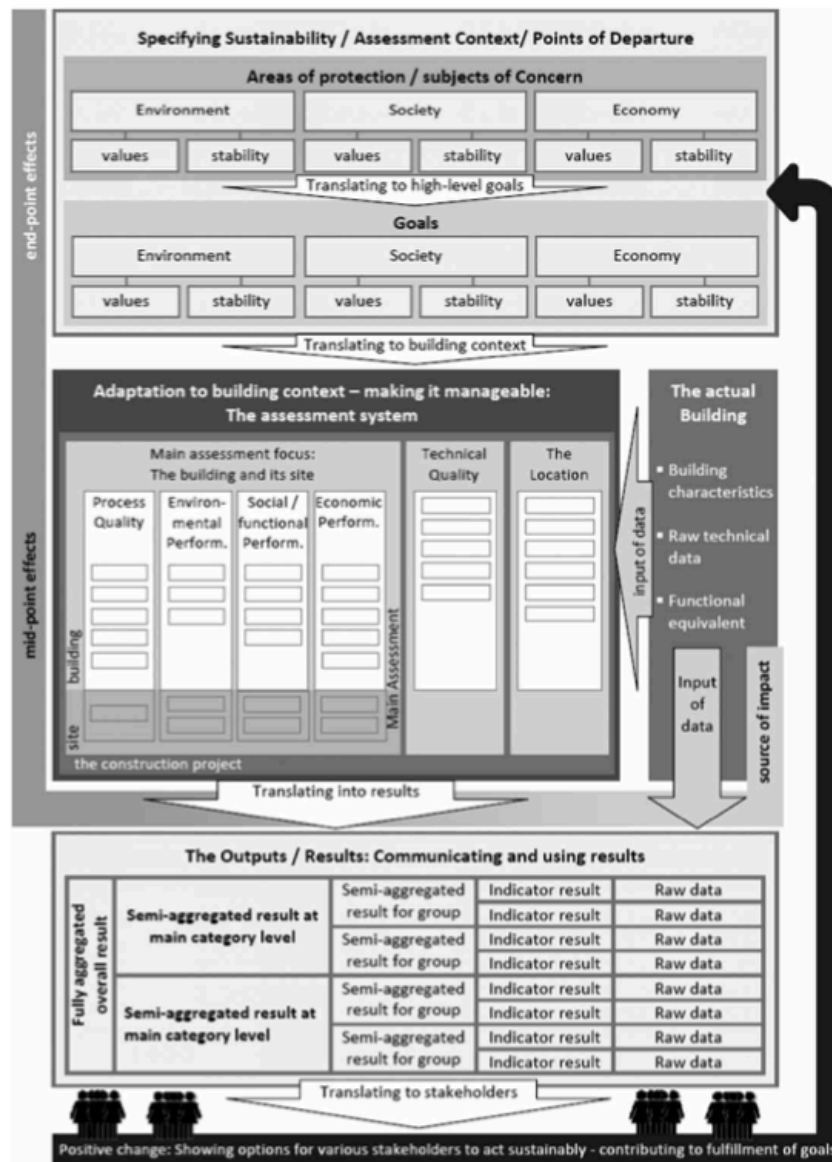 Specifying Sustainability / Assessment Context/ Points of Departure
Areas of protection / subjects of Concern
Environment
Society
Economy
values
stability
values
stability
values
stability
Translating to high-level goals
Goals
Environment
Society
Economy
values
stability
values
stability
values
stability
Translating to building context
end-point effects
mid-point effects
Adaptation to building context – making it manageable:
The assessment system
Main assessment focus:
The building and its site
Process
Quality
Environ-
mental
Perform.
Social /
functional
Perform.
Economic
Perform.
building
site
Main Assessment
Technical
Quality
The
Location
the construction project
input of data
The actual
Building
▪ Building
characteristics
▪ Raw technical
data
▪ Functional
equivalent
Input
of
data
source of impact
Translating into results
The Outputs / Results: Communicating and using results
Fully aggregated
overall result
Semi-aggregated result at
main category level
Semi-aggregated
result for group
Indicator result
Raw data
Indicator result
Raw data
Semi-aggregated
result for group
Indicator result
Raw data
Indicator result
Raw data
Semi-aggregated result at
main category level
Semi-aggregated
result for group
Indicator result
Raw data
Indicator result
Raw data
Semi-aggregated
result for group
Indicator result
Raw data
Indicator result
Raw data
Translating to stakeholders
Positive change: Showing options for various stakeholders to act sustainably - contributing to fulfillment of goals